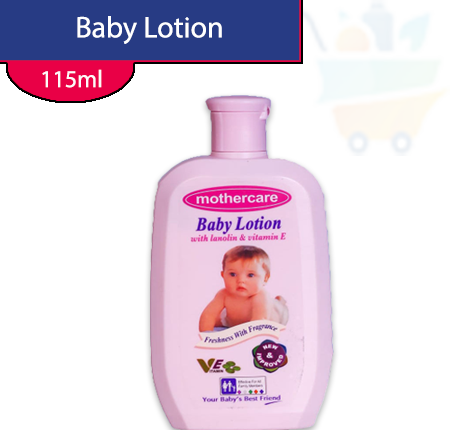 Baby Lotion
115ml
mothercare
Baby Lotion
with lanolin & vitamin E
Freshness With Fragrance
NEW
&
IMPROVED
VE
VITAMIN
Your Baby's Best Friend